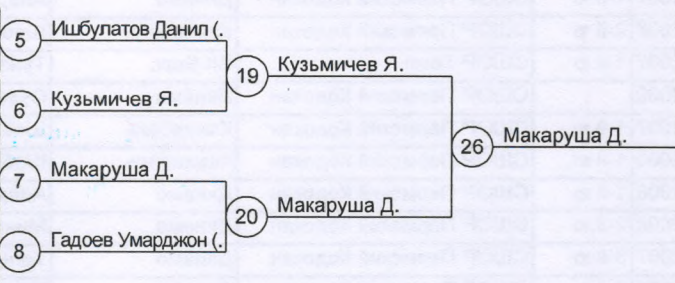 5 Ишбулатов Данил (.
19 Кузьмичев Я.
6 Кузьмичев Я.
26 Макаруша Д.
7 Макаруша Д.
20 Макаруша Д.
8 Гадоев Умарджон (.